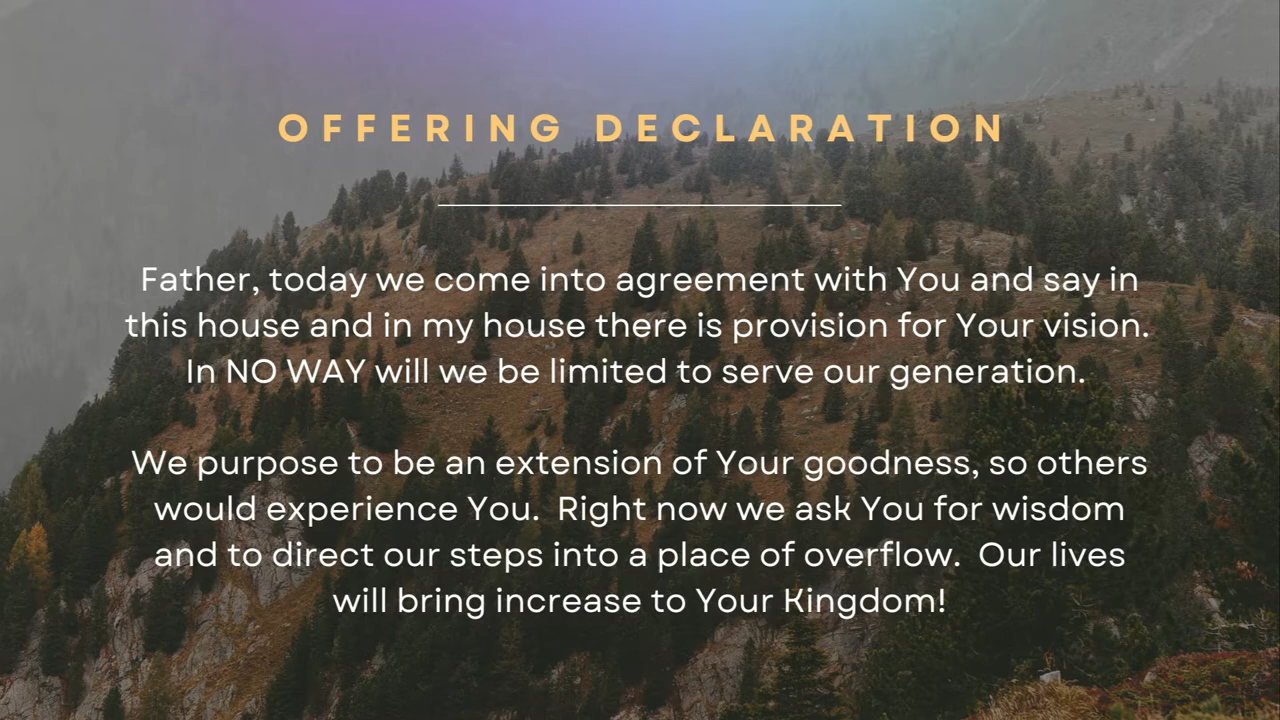 OFFERING DECLARATION
Father, today we come into agreement with You and say in
this house and in my house there is provision for Your vision.
In NO WAY will we be limited to serve our generation.
We purpose to be an extension of Your goodness, so others
would experience You.  Right now we ask You for wisdom
and to direct our steps into a place of overflow.  Our lives
will bring increase to Your Kingdom!